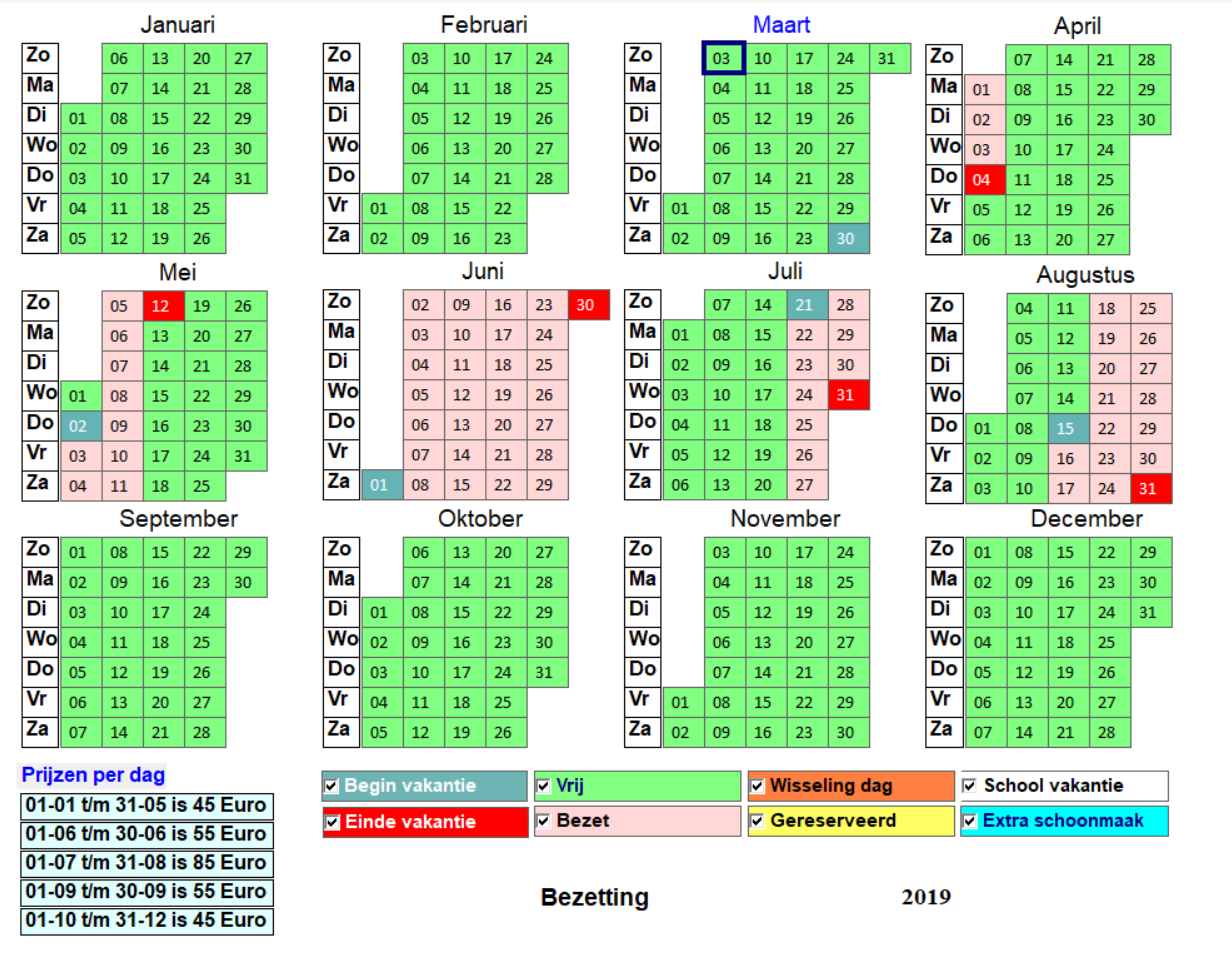 Januari Februari Maart April
Zo 06 13 20 27 Zo 03 10 17 24 Zo 03 10 17 24 31 Zo 07 14 21 28
Ma 07 14 21 28 Ma 04 11 18 25 Ma 04 11 18 25 Ma 01 08 15 22 29
Di 01 08 15 22 29 Di 05 12 19 26 Di 05 12 19 26 Di 02 09 16 23 30
Wo 02 09 16 23 30 Wo 06 13 20 27 Wo 06 13 20 27 Wo 03 10 17 24
Do 03 10 17 24 31 Do 07 14 21 28 Do 07 14 21 28 Do 04 11 18 25
Vr 04 11 18 25 Vr 01 08 15 22 Vr 01 08 15 22 29 Vr 05 12 19 26
Za 05 12 19 26 Za 02 09 16 23 Za 02 09 16 23 30 Za 06 13 20 27
Mei Juni Juli Augustus
Zo 05 12 19 26 Zo 02 09 16 23 30 Zo 07 14 21 28 Zo 04 11 18 25
Ma 06 13 20 27 Ma 03 10 17 24 Ma 01 08 15 22 29 Ma 05 12 19 26
Di 07 14 21 28 Di 04 11 18 25 Di 02 09 16 23 30 Di 06 13 20 27
Wo 01 08 15 22 29 Wo 05 12 19 26 Wo 03 10 17 24 31 Wo 07 14 21 28
Do 02 09 16 23 30 Do 06 13 20 27 Do 04 11 18 25 Do 01 08 15 22 29
Vr 03 10 17 24 31 Vr 07 14 21 28 Vr 05 12 19 26 Vr 02 09 16 23 30
Za 04 11 18 25 Za 01 08 15 22 29 Za 06 13 20 27 Za 03 10 17 24 31
September Oktober November December
Zo 01 08 15 22 29 Zo 06 13 20 27 Zo 03 10 17 24 Zo 01 08 15 22 29
Ma 02 09 16 23 30 Ma 07 14 21 28 Ma 04 11 18 25 Ma 02 09 16 23 30
Di 03 10 17 24 Di 01 08 15 22 29 Di 05 12 19 26 Di 03 10 17 24 31
Wo 04 11 18 25 Wo 02 09 16 23 30 Wo 06 13 20 27 Wo 04 11 18 25
Do 05 12 19 26 Do 03 10 17 24 31 Do 07 14 21 28 Do 05 12 19 26
Vr 06 13 20 27 Vr 04 11 18 25 Vr 01 08 15 22 29 Vr 06 13 20 27
Za 07 14 21 28 Za 05 12 19 26 Za 02 09 16 23 30 Za 07 14 21 28
Prijzen per dag
01-01 t/m 31-05 is 45 Euro
01-06 t/m 30-06 is 55 Euro
01-07 t/m 31-08 is 85 Euro
01-09 t/m 30-09 is 55 Euro
01-10 t/m 31-12 is 45 Euro
Begin vakantie Vrij Wisseling dag School vakantie
Einde vakantie Bezet Gereserveerd Extra schoonmaak
Bezetting 2019